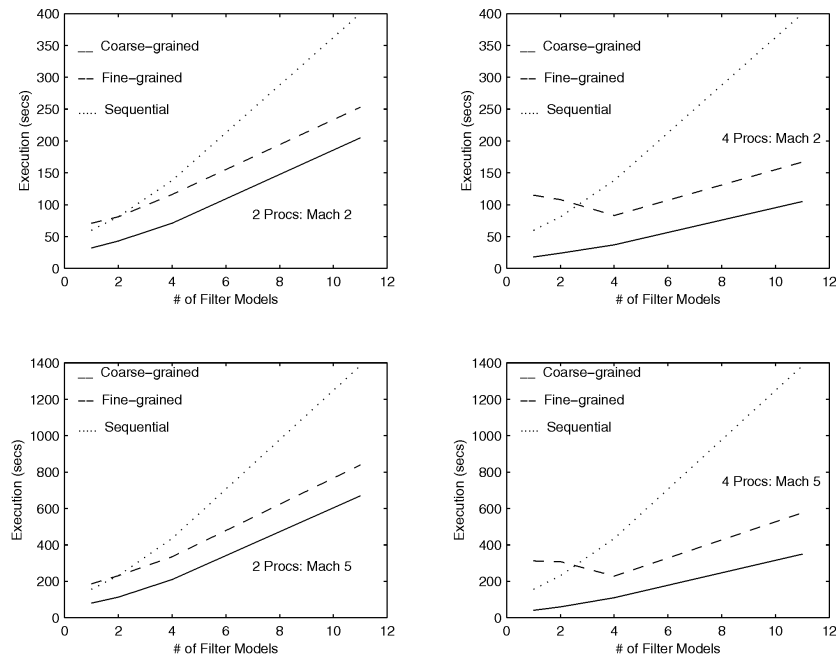 400
350
300
250
200
150
100
50
0
Execution (secs)
__ Coarse-grained
-- Fine-grained
..... Sequential
2 Procs: Mach 2
0 2 4 6 8 10 12
# of Filter Models
400
350
300
250
200
150
100
50
0
Execution (secs)
__ Coarse-grained
-- Fine-grained
..... Sequential
4 Procs: Mach 2
0 2 4 6 8 10 12
# of Filter Models
1400
1200
1000
800
600
400
200
0
Execution (secs)
__ Coarse-grained
-- Fine-grained
..... Sequential
2 Procs: Mach 5
0 2 4 6 8 10 12
# of Filter Models
1400
1200
1000
800
600
400
200
0
Execution (secs)
__ Coarse-grained
-- Fine-grained
..... Sequential
4 Procs: Mach 5
0 2 4 6 8 10 12
# of Filter Models